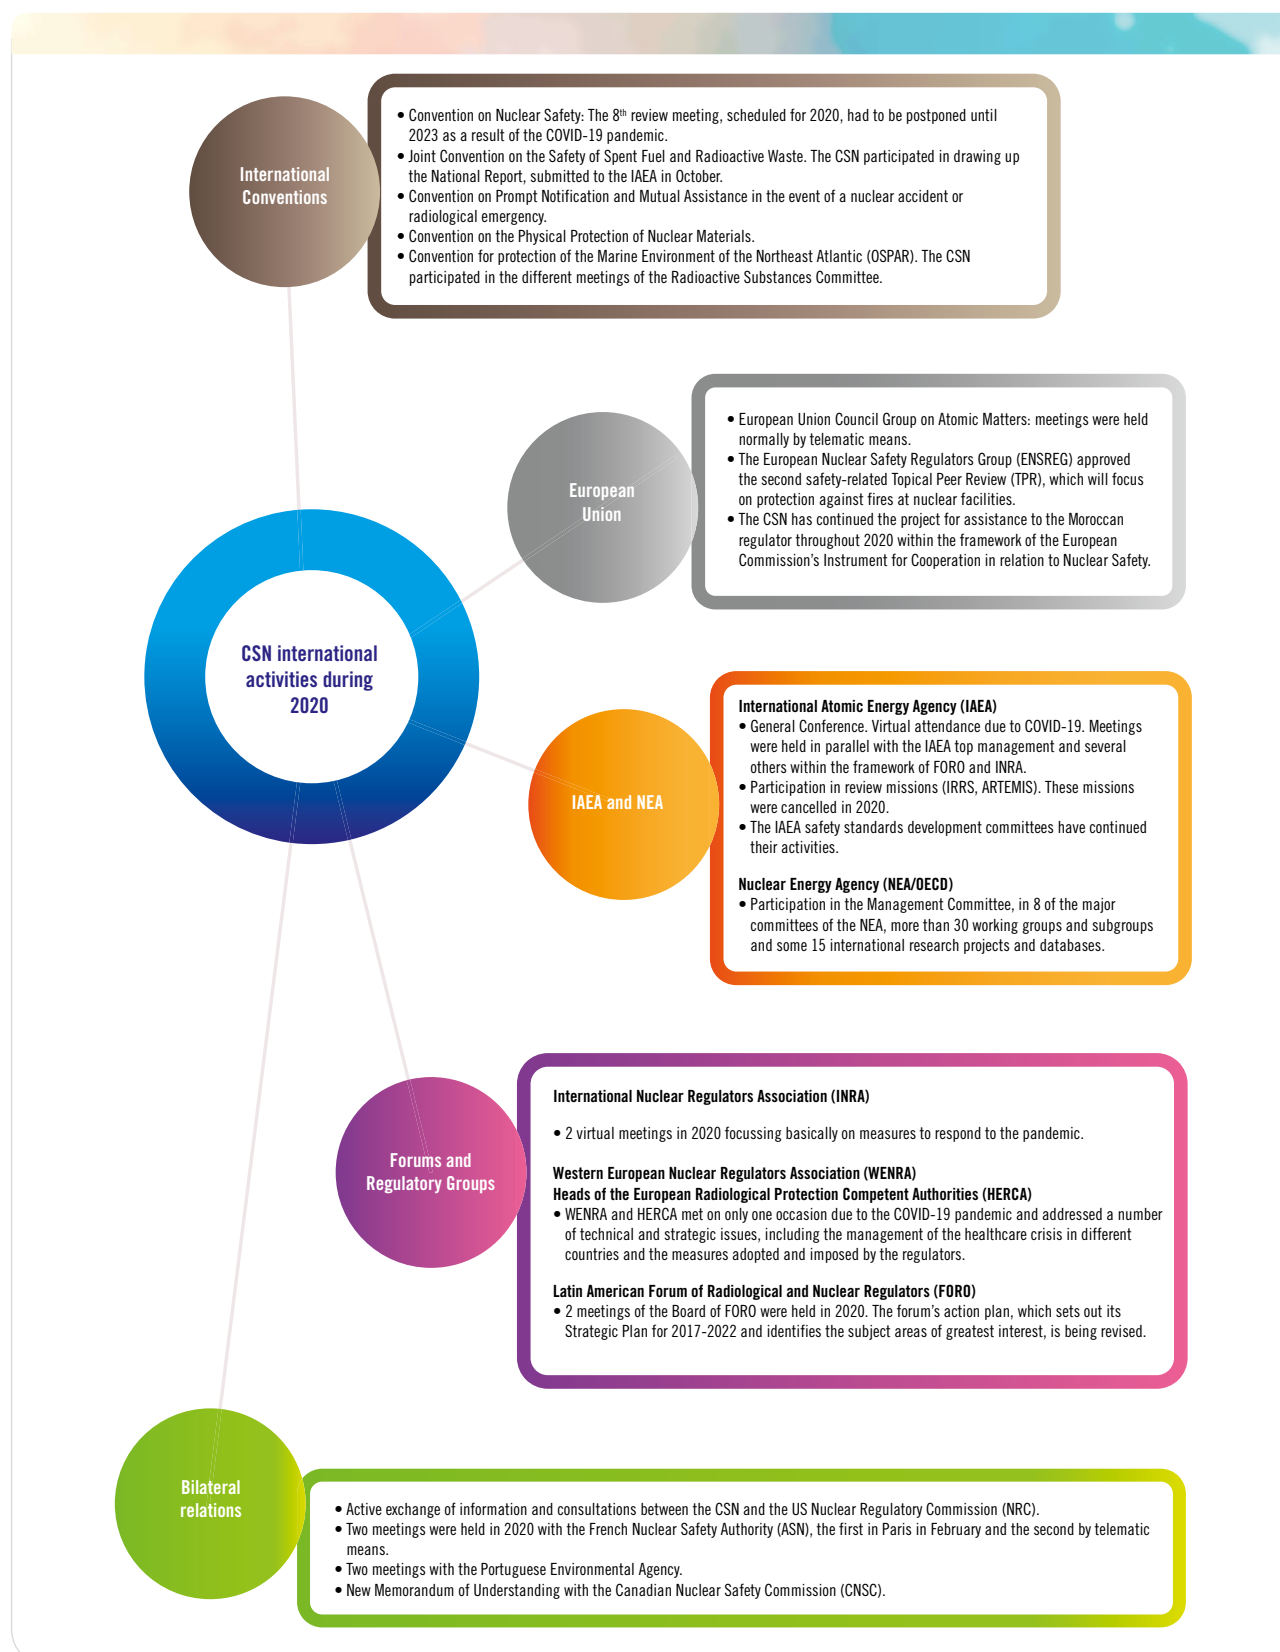 International
Conventions
• Convention on Nuclear Safety: The 8th review meeting, scheduled for 2020, had to be postponed until
2023 as a result of the COVID-19 pandemic.
• Joint Convention on the Safety of Spent Fuel and Radioactive Waste. The CSN participated in drawing up
the National Report, submitted to the IAEA in October.
• Convention on Prompt Notification and Mutual Assistance in the event of a nuclear accident or
radiological emergency.
• Convention on the Physical Protection of Nuclear Materials.
• Convention for protection of the Marine Environment of the Northeast Atlantic (OSPAR). The CSN
participated in the different meetings of the Radioactive Substances Committee.
European
Union
• European Union Council Group on Atomic Matters: meetings were held
normally by telematic means.
• The European Nuclear Safety Regulators Group (ENSREG) approved
the second safety-related Topical Peer Review (TPR), which will focus
on protection against fires at nuclear facilities.
• The CSN has continued the project for assistance to the Moroccan
regulator throughout 2020 within the framework of the European
Commission's Instrument for Cooperation in relation to Nuclear Safety.
CSN international
activities during
2020
IAEA and NEA
International Atomic Energy Agency (IAEA)
• General Conference. Virtual attendance due to COVID-19. Meetings
were held in parallel with the IAEA top management and several
others within the framework of FORO and INRA.
• Participation in review missions (IRRS, ARTEMIS). These missions
were cancelled in 2020.
• The IAEA safety standards development committees have continued
their activities.
Nuclear Energy Agency (NEA/OECD)
• Participation in the Management Committee, in 8 of the major
committees of the NEA, more than 30 working groups and subgroups
and some 15 international research projects and databases.
Forums and
Regulatory Groups
International Nuclear Regulators Association (INRA)
• 2 virtual meetings in 2020 focussing basically on measures to respond to the pandemic.
Western European Nuclear Regulators Association (WENRA)
Heads of the European Radiological Protection Competent Authorities (HERCA)
• WENRA and HERCA met on only one occasion due to the COVID-19 pandemic and addressed a number
of technical and strategic issues, including the management of the healthcare crisis in different
countries and the measures adopted and imposed by the regulators.
Latin American Forum of Radiological and Nuclear Regulators (FORO)
• 2 meetings of the Board of FORO were held in 2020. The forum's action plan, which sets out its
Strategic Plan for 2017-2022 and identifies the subject areas of greatest interest, is being revised.
Bilateral
relations
• Active exchange of information and consultations between the CSN and the US Nuclear Regulatory Commission (NRC).
• Two meetings were held in 2020 with the French Nuclear Safety Authority (ASN), the first in Paris in February and the second by telematic
means.
• Two meetings with the Portuguese Environmental Agency.
• New Memorandum of Understanding with the Canadian Nuclear Safety Commission (CNSC).